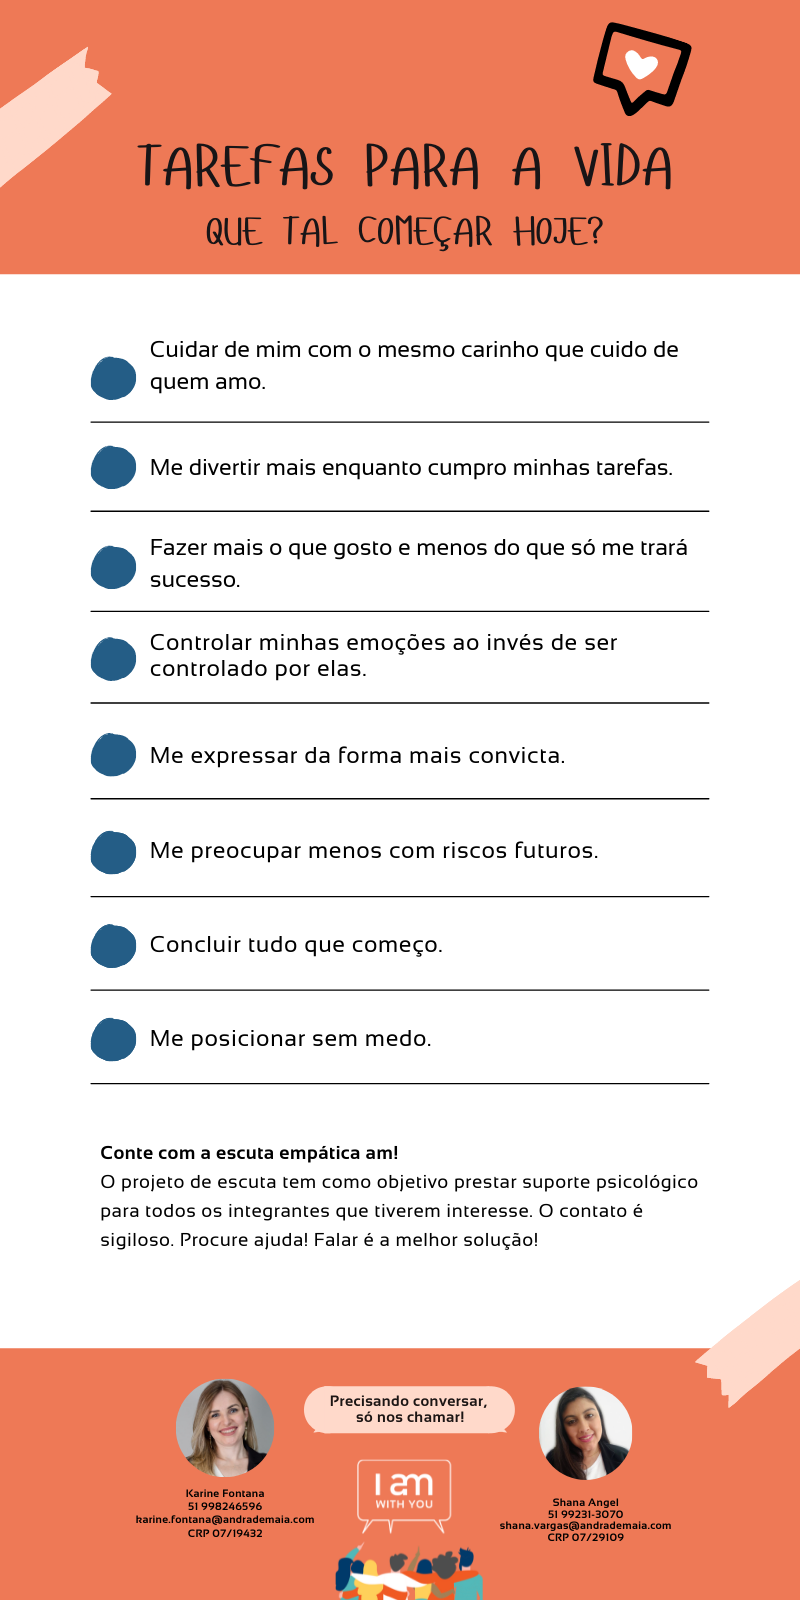 TAREFAS PARA A VIDA
QUE TAL COMEÇAR HOJE?
Cuidar de mim com o mesmo carinho que cuido de
quem amo.
Me divertir mais enquanto cumpro minhas tarefas.
Fazer mais o que gosto e menos do que só me trará
sucesso.
Controlar minhas emoções ao invés de ser
controlado por elas.
Me expressar da forma mais convicta.
Me preocupar menos com riscos futuros.
Concluir tudo que começo.
Me posicionar sem medo.
Conte com a escuta empática am!
O projeto de escuta tem como objetivo prestar suporte psicológico
para todos os integrantes que tiverem interesse. O contato é
sigiloso. Procure ajuda! Falar é a melhor solução!
Precisando conversar,
só nos chamar!
I am
WITH YOU
Karine Fontana
51 998246596
karine.fontana@andrademaia.com
CRP 07/19432
Shana Angel
51 99231-3070
shana.vargas@andrademaia.com
CRP 07/29109